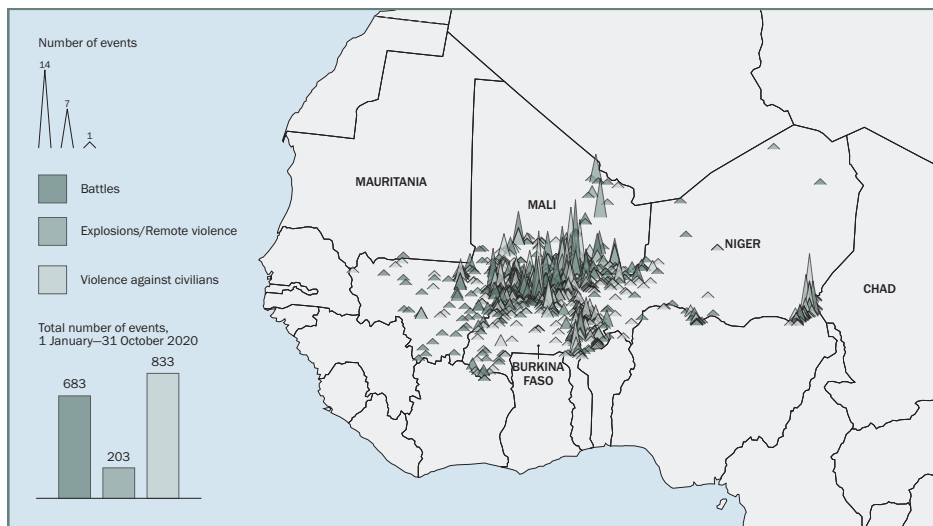 Number of events
14
7
1
Battles
Explosions/Remote violence
Violence against civilians
Total number of events,
1 January—31 October 2020
683
203
833
MAURITANIA
MALI
NIGER
CHAD
BURKINA
FASO